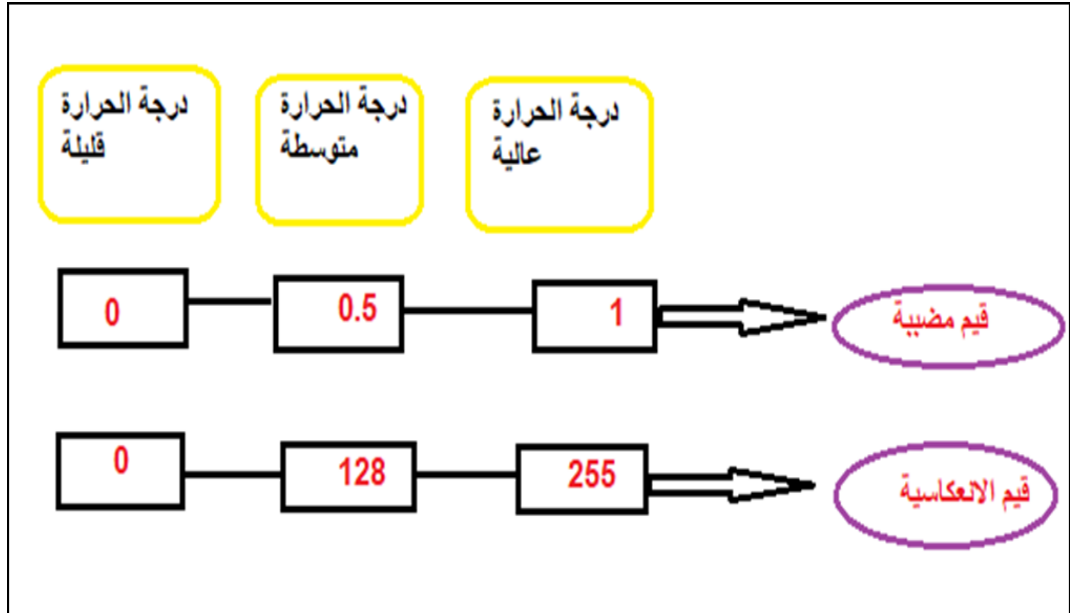 درجة الحرارة
قليلة
درجة الحرارة
متوسطة
درجة الحرارة
عالية
0
0.5
1
قيم مضببة
0
128
255
قيم الانعكاسية